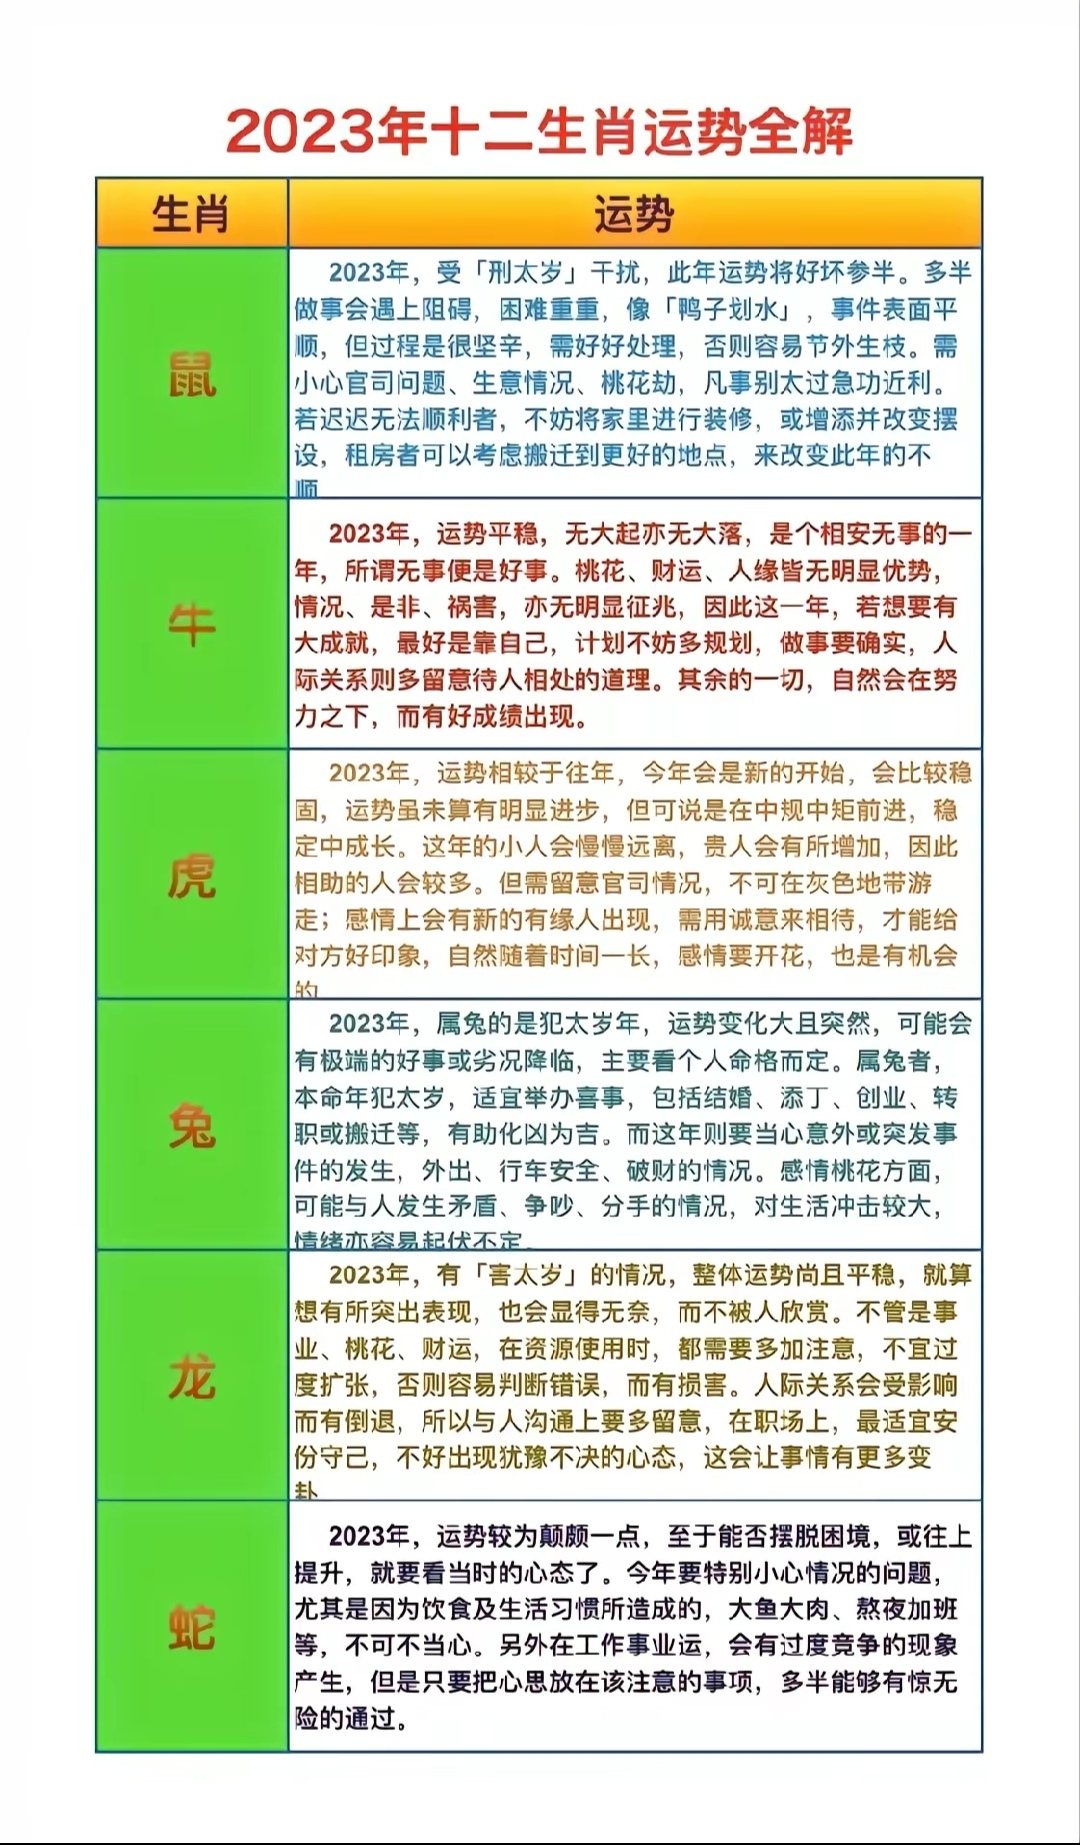 2023年十二生肖运势全解
生肖
运势
鼠
2023年，受「刑太岁」干扰，此年运势将好坏参半。多半
做事会遇上阻碍，困难重重，像「鸭子划水」，事件表面平
顺，但过程是很坚辛，需好好处理，否则容易节外生枝。需
小心官司问题、生意情况、桃花劫，凡事别太过急功近利。
若迟迟无法顺利者，不妨将家里进行装修，或增添并改变摆
设，租房者可以考虑搬迁到更好的地点，来改变此年的不
顺
牛
2023年，运势平稳，无大起亦无大落，是个相安无事的一
年，所谓无事便是好事。桃花、财运、人缘皆无明显优势，
情况、是非、祸害，亦无明显征兆，因此这一年，若想要有
大成就，最好是靠自己，计划不妨多规划，做事要确实，人
际关系则多留意待人相处的道理。其余的一切，自然会在努
力之下，而有好成绩出现。
虎
2023年，运势相较于往年，今年会是新的开始，会比较稳
固，运势虽未算有明显进步，但可说是在中规中矩前进，稳
定中成长。这年的小人会慢慢远离，贵人会有所增加，因此
相助的人会较多。但需留意官司情况，不可在灰色地带游
走；感情上会有新的有缘人出现，需用诚意来相待，才能给
对方好印象，自然随着时间一长，感情要开花，也是有机会
的
兔
2023年，属兔的是犯太岁年，运势变化大且突然，可能会
有极端的好事或劣况降临，主要看个人命格而定。属兔者，
本命年犯太岁，适宜举办喜事，包括结婚、添丁、创业、转
职或搬迁等，有助化凶为吉。而这年则要当心意外或突发事
件的发生，外出、行车安全、破财的情况。感情桃花方面，
可能与人发生矛盾、争吵、分手的情况，对生活冲击较大，
情绪亦容易起伏不定。
龙
2023年，有「害太岁」的情况，整体运势尚且平稳，就算
想有所突出表现，也会显得无奈，而不被人欣赏。不管是事
业、桃花、财运，在资源使用时，都需要多加注意，不宜过
度扩张，否则容易判断错误，而有损害。人际关系会受影响
而有倒退，所以与人沟通上要多留意，在职场上，最适宜安
份守己，不好出现犹豫不决的心态，这会让事情有更多变
卦
蛇
2023年，运势较为颠颇一点，至于能否摆脱困境，或往上
提升，就要看当时的心态了。今年要特别小心情况的问题，
尤其是因为饮食及生活习惯所造成的，大鱼大肉、熬夜加班
等，不可不当心。另外在工作事业运，会有过度竞争的现象
产生，但是只要把心思放在该注意的事项，多半能够有惊无
险的通过。